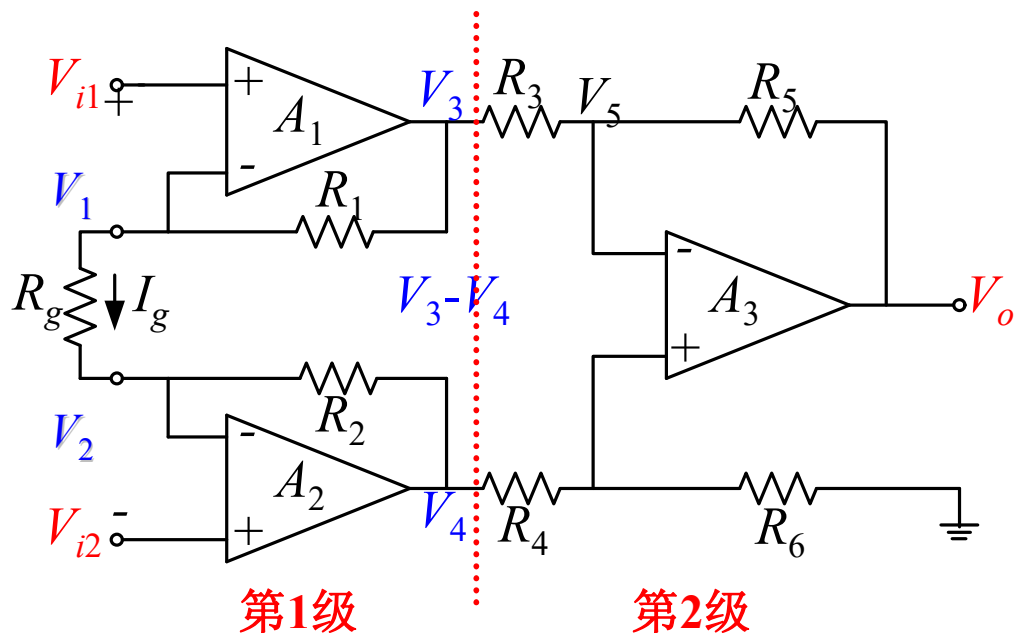 Vi1
+
+
-
A1
V3
R3
V5
R5
V1
R1
Rg
Ig
V3-V4
-
+
A3
Vo
V2
R2
-
+
A2
Vi2
-
V4
R4
R6
第1级
第2级